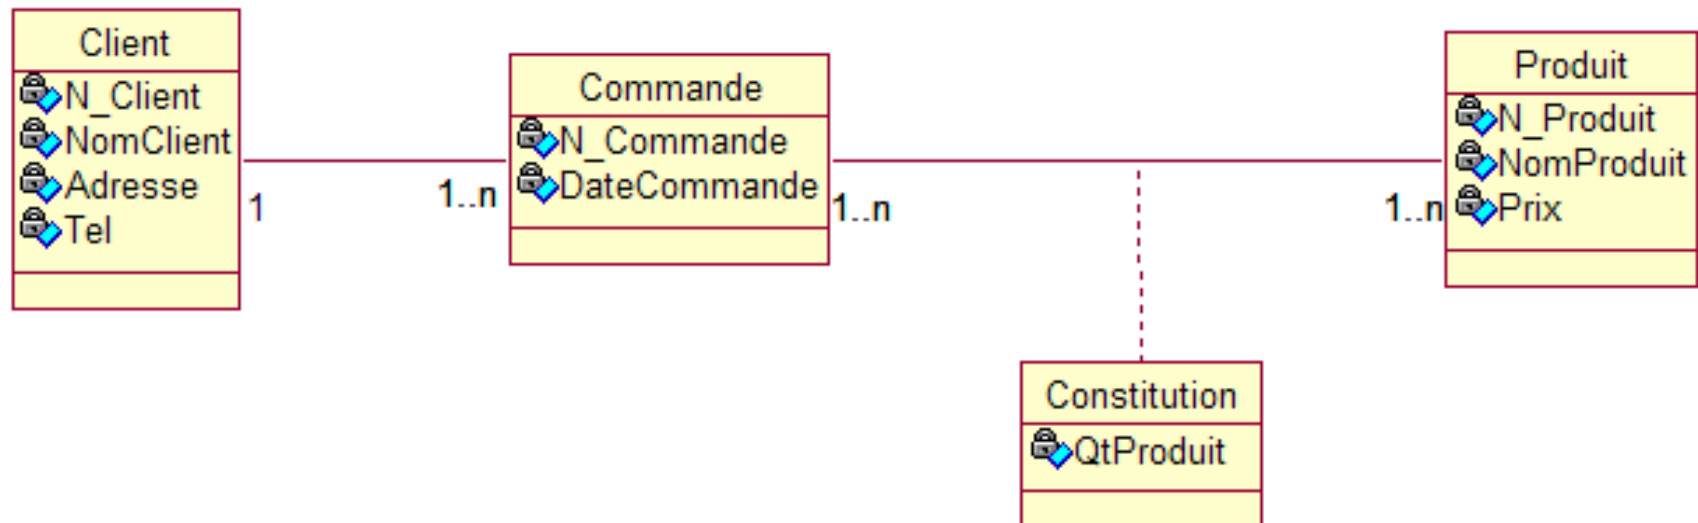 Client
N_Client
NomClient
Adresse
Tel
1
1..n
Commande
N_Commande
DateCommande
1..n
1..n
Produit
N_Produit
NomProduit
Prix
Constitution
QtProduit